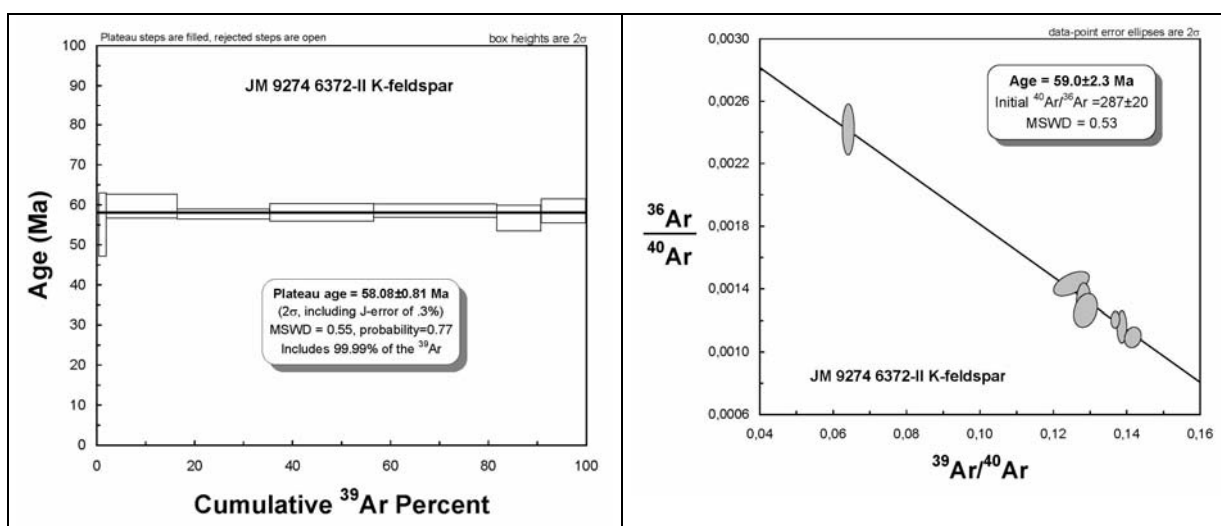 Plateau steps are filled, rejected steps are open
box heights are 2σ
JM 9274 6372-II K-feldspar
100
90
80
70
60
50
40
30
20
10
0
Age (Ma)
Plateau age = 58.08±0.81 Ma
(2σ, including J-error of .3%)
MSWD = 0.55, probability=0.77
Includes 99.99% of the ³⁹Ar
0 20 40 60 80 100
Cumulative ³⁹Ar Percent
data-point error ellipses are 2σ
0,0030
0,0026
0,0022
0,0018
0,0014
0,0010
0,0006
³⁶Ar
⁴⁰Ar
Age = 59.0±2.3 Ma
Initial ⁴⁰Ar/³⁶Ar =287±20
MSWD = 0.53
JM 9274 6372-II K-feldspar
0,04 0,06 0,08 0,10 0,12 0,14 0,16
³⁹Ar/⁴⁰Ar